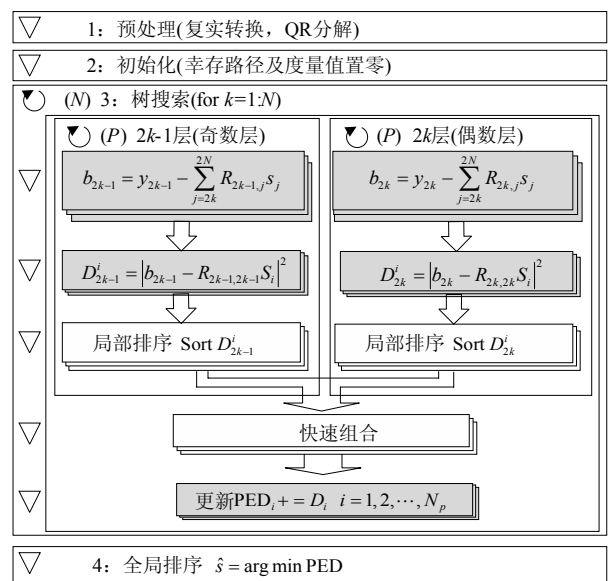 1：预处理(复实转换，QR分解)
2：初始化(幸存路径及度量值置零)
(N) 3：树搜索(for k=1:N)
(P) 2k-1层(奇数层)
b_{2k−1} = y_{2k−1} − ∑_{j=2k}^{2N} R_{2k−1,j} s_j
D^i_{2k−1} = |b_{2k−1} − R_{2k−1,2k−1} S_i|^2
局部排序 Sort D^i_{2k−1}
(P) 2k层(偶数层)
b_{2k} = y_{2k} − ∑_{j=2k}^{2N} R_{2k,j} s_j
D^i_{2k} = |b_{2k} − R_{2k,2k} S_i|^2
局部排序 Sort D^i_{2k}
快速组合
更新PED_i += D_i i = 1, 2, ⋯, N_p
4：全局排序 ŝ = arg min PED